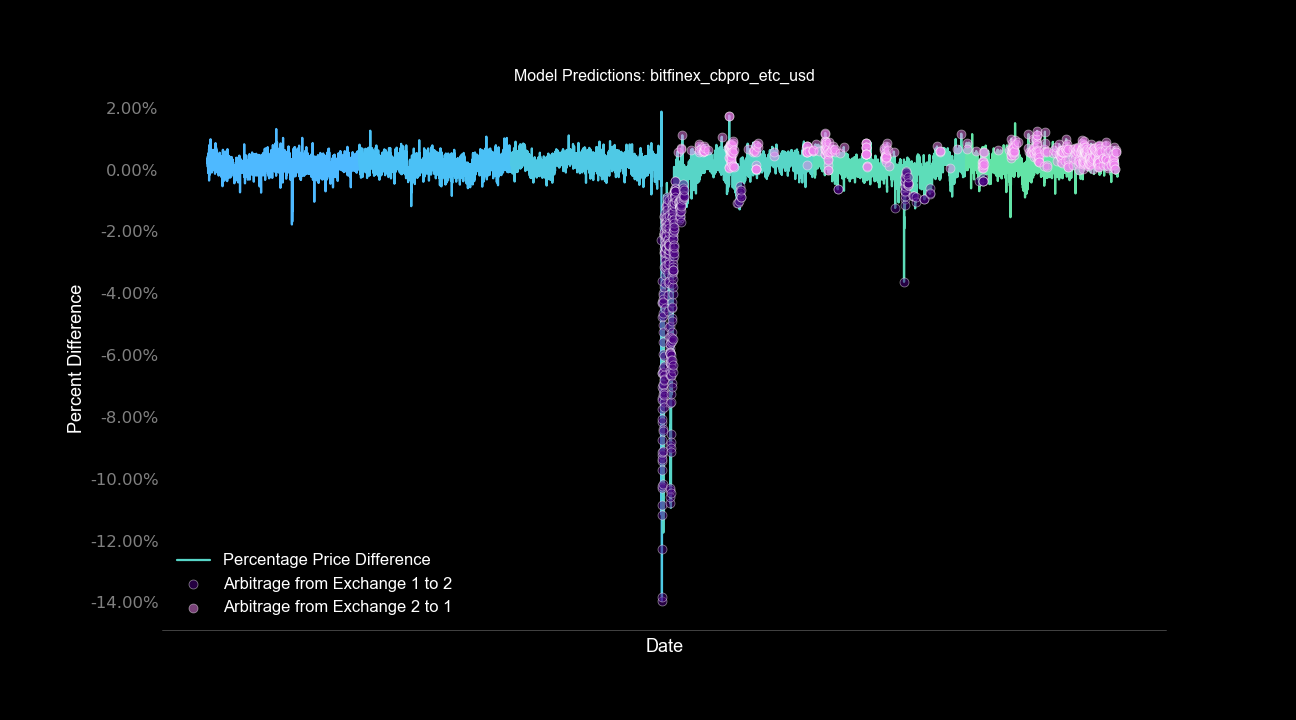 Model Predictions: bitfinex_cbpro_etc_usd
2.00%
0.00%
-2.00%
-4.00%
-6.00%
-8.00%
-10.00%
-12.00%
-14.00%
Percent Difference
Percentage Price Difference
Arbitrage from Exchange 1 to 2
Arbitrage from Exchange 2 to 1
Date